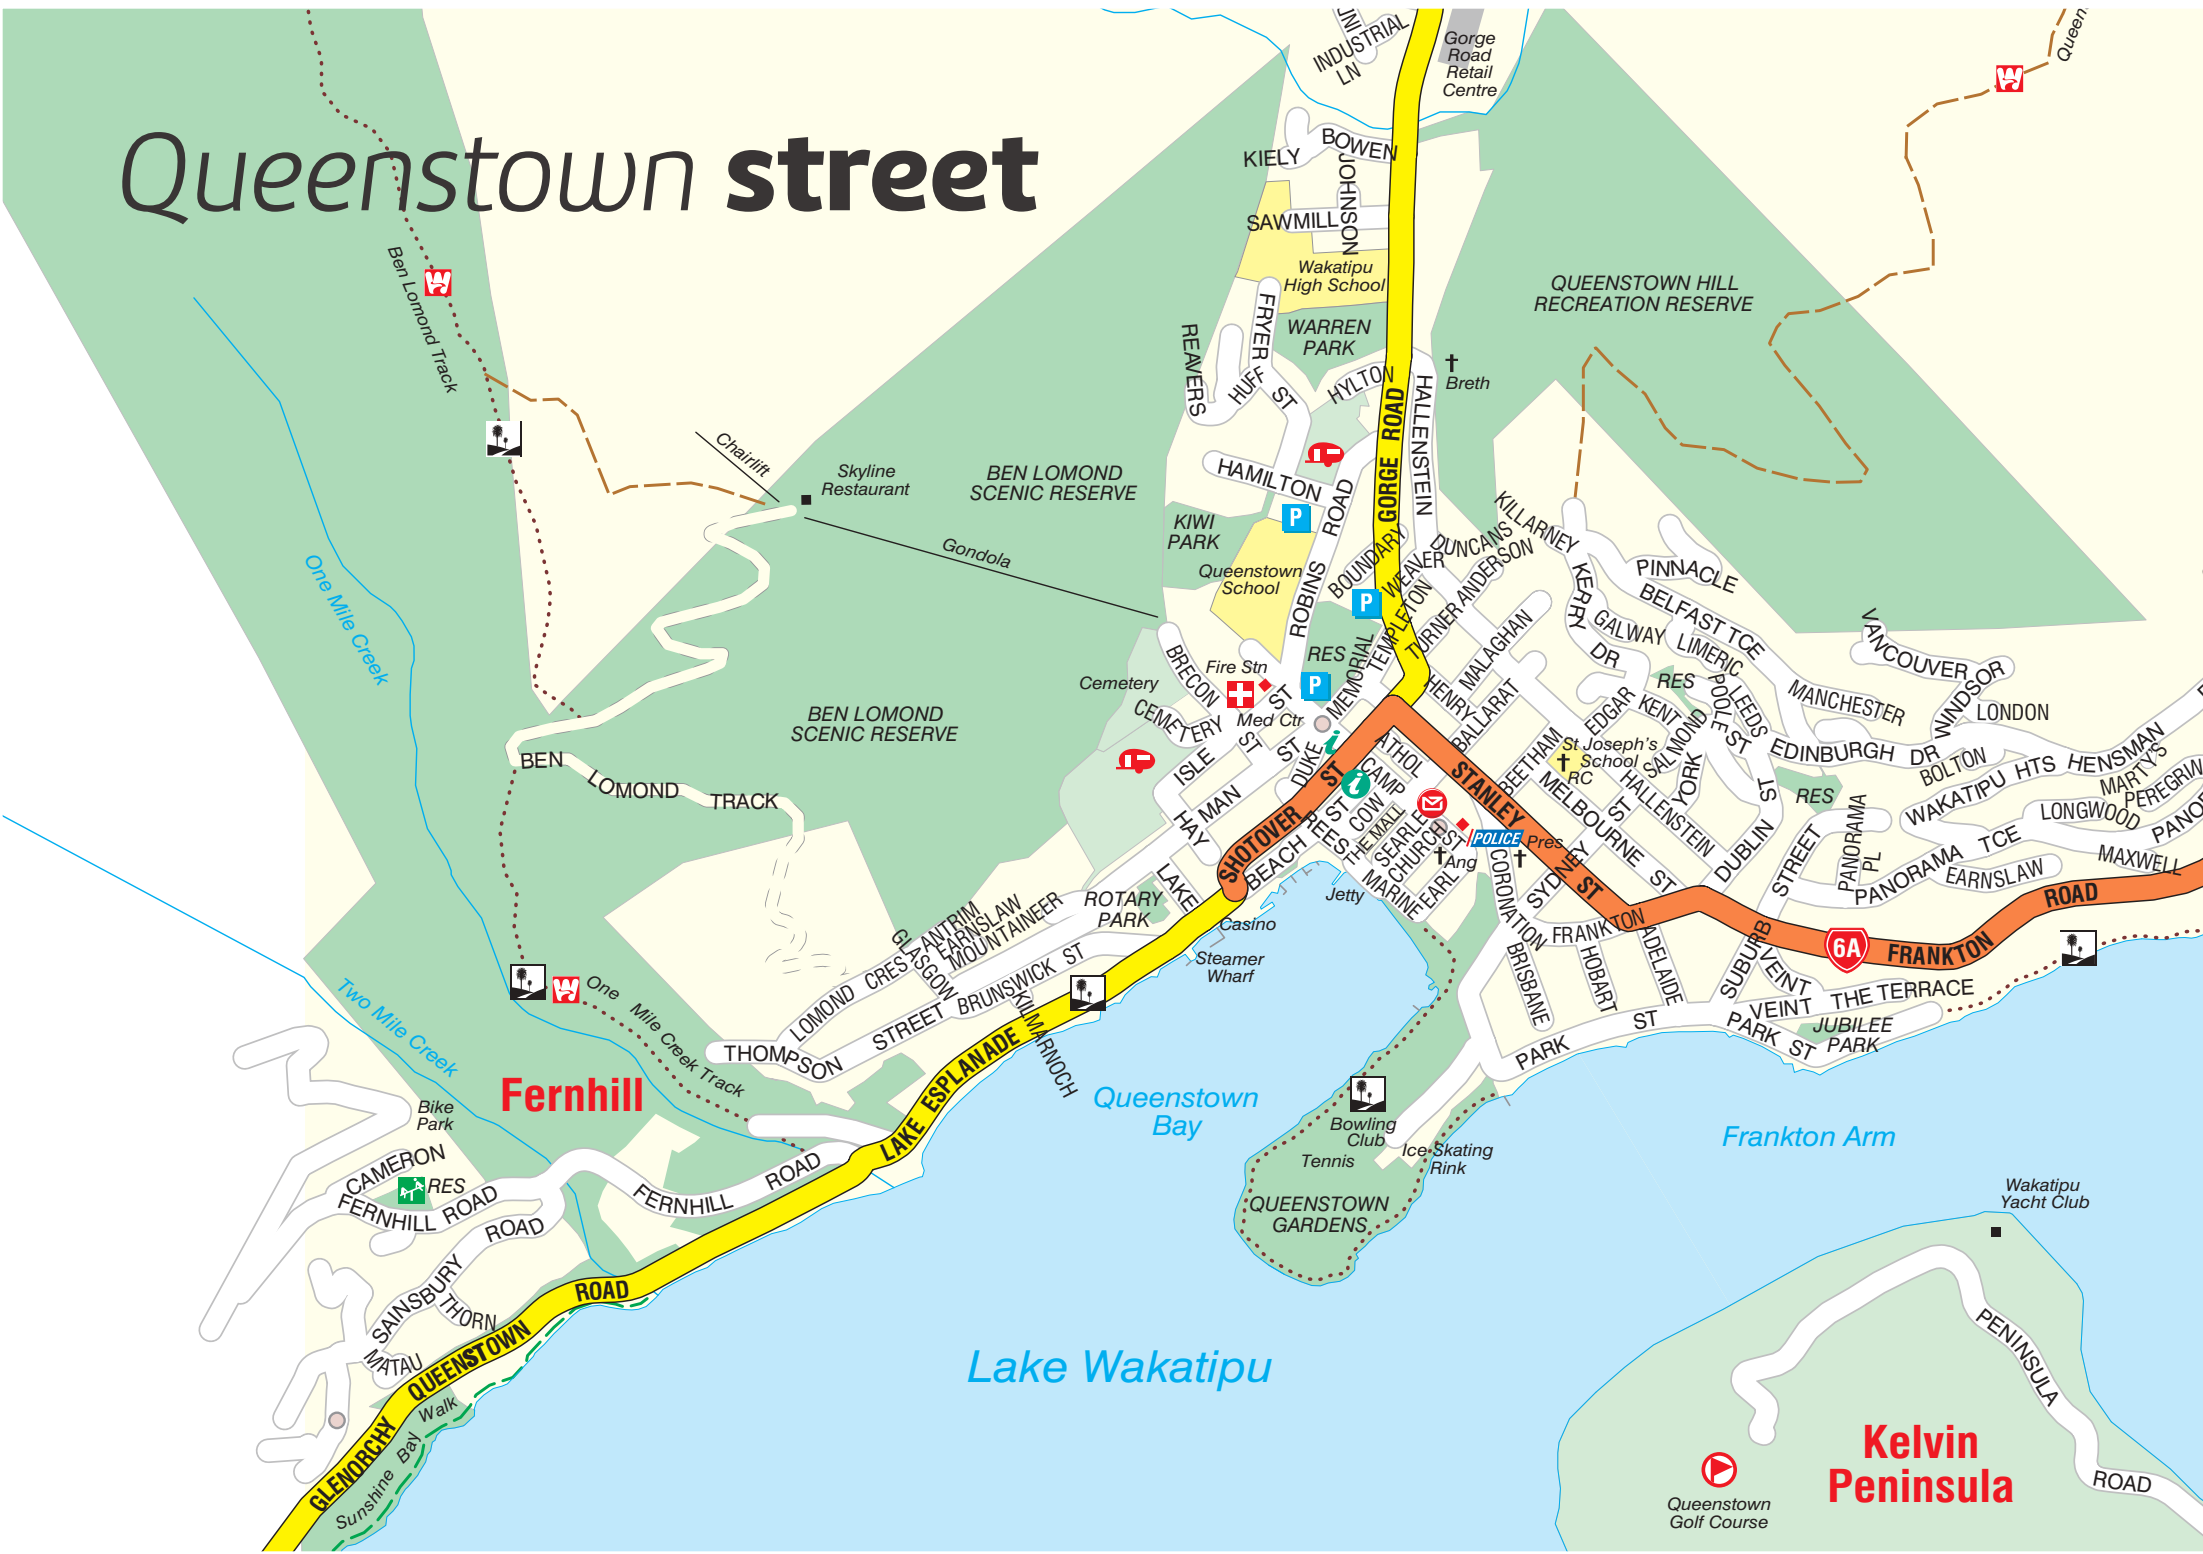 Queenstown street
INDUSTRIAL
LN
Gorge
Road
Retail
Centre
Queen
KIELY
BOWEN
JOHNSON
SAWMILL
Wakatipu
High School
Ben Lomond Track
QUEENSTOWN HILL
RECREATION RESERVE
FRYER
ST
REAVERS
HUFF
WARREN
PARK
HYLTON
Breth
HALLENSTEIN
GORGE ROAD
Chairlift
Skyline
Restaurant
BEN LOMOND
SCENIC RESERVE
HAMILTON
P
ROBINS ROAD
KIWI
PARK
Queenstown
School
Gondola
BOUNDARY
WEAVER
DUNCANS
ANDERSON
TURNER
TEMPLETON
P
KILLARNEY
PINNACLE
KERRY
DR
BELFAST TCE
GALWAY
LIMERIC
VANCOUVER
WINDSOR
LONDON
MANCHESTER
One Mile Creek
RES
MEMORIAL
P
Fire Stn
Med Ctr
BRECON
ST
ST
Cemetery
CEMETERY
ISLE
MAN
ST
DUKE
HAY
HENRY
MALAGHAN
BALLARAT
EDGAR
KENT
RES
POOLE
ST
LEEDS
SALMOND
YORK
BEN LOMOND
SCENIC RESERVE
BEN
LOMOND
TRACK
SHOTOVER
ST
ATHOL
CAMP
ST
COW
REES
THE MALL
SEARLE
CHURCH
ST
BEACH
MARINE
EARL
Ang
POLICE
Pres
STANLEY
ST
BEETHAM
St Joseph's
School
RC
MELBOURNE
ST
HALLENSTEIN
ST
SYDNEY
CORONATION
EDINBURGH DR
BOLTON
WAKATIPU HTS
HENSMAN
MARTY'S
PEREGRIN
LONGWOOD
MAXWELL
PANORAMA TCE
EARNSLAW
PANORAMA
PL
RES
DUBLIN
ST
SUBURB
STREET
LAKE
ROTARY
PARK
Casino
Steamer
Wharf
Jetty
ANTRIM
EARNSLAW
MOUNTAINEER
GLASGOW
LOMOND CRES
BRUNSWICK ST
KILMARNOCH
THOMPSON
STREET
FRANKTON
BRISBANE
HOBART
ADELAIDE
VEINT
VEINT
THE TERRACE
6A
FRANKTON
ROAD
PARK
ST
PARK ST
JUBILEE
PARK
One Mile Creek Track
Two Mile Creek
Fernhill
Bike
Park
LAKE ESPLANADE
Queenstown
Bay
Bowling
Club
Tennis
Ice Skating
Rink
QUEENSTOWN
GARDENS
Frankton Arm
Wakatipu
Yacht Club
CAMERON
RES
FERNHILL ROAD
FERNHILL
ROAD
SAINSBURY
ROAD
THORN
MATAU
GLENORCHY
QUEENSTOWN
ROAD
Sunshine Bay Walk
Lake Wakatipu
PENINSULA
ROAD
Kelvin
Peninsula
Queenstown
Golf Course